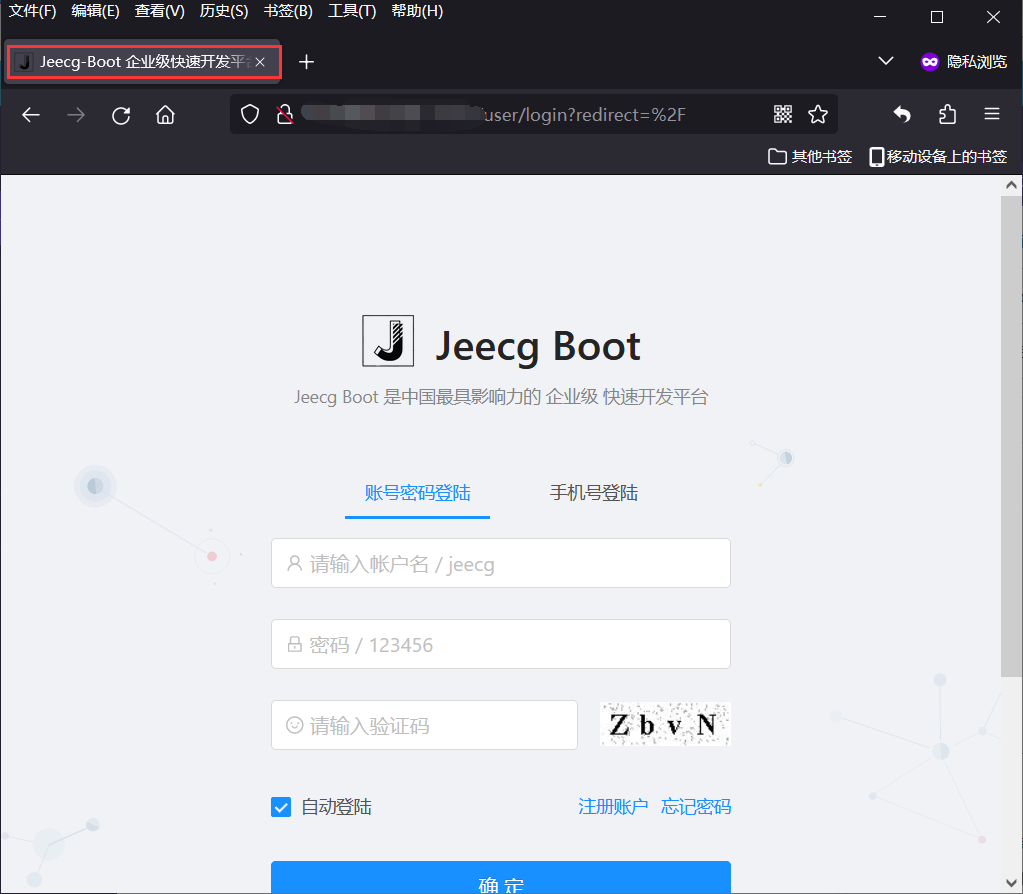 文件(F) 编辑(E) 查看(V) 历史(S) 书签(B) 工具(T) 帮助(H)
Jeecg-Boot 企业级快速开发平
隐私浏览
user/login?redirect=%2F
其他书签 移动设备上的书签
Jeecg Boot
Jeecg Boot 是中国最具影响力的 企业级 快速开发平台
账号密码登陆 手机号登陆
请输入帐户名 / jeecg
密码 / 123456
请输入验证码 ZbvN
自动登陆 注册账户 忘记密码
确 定